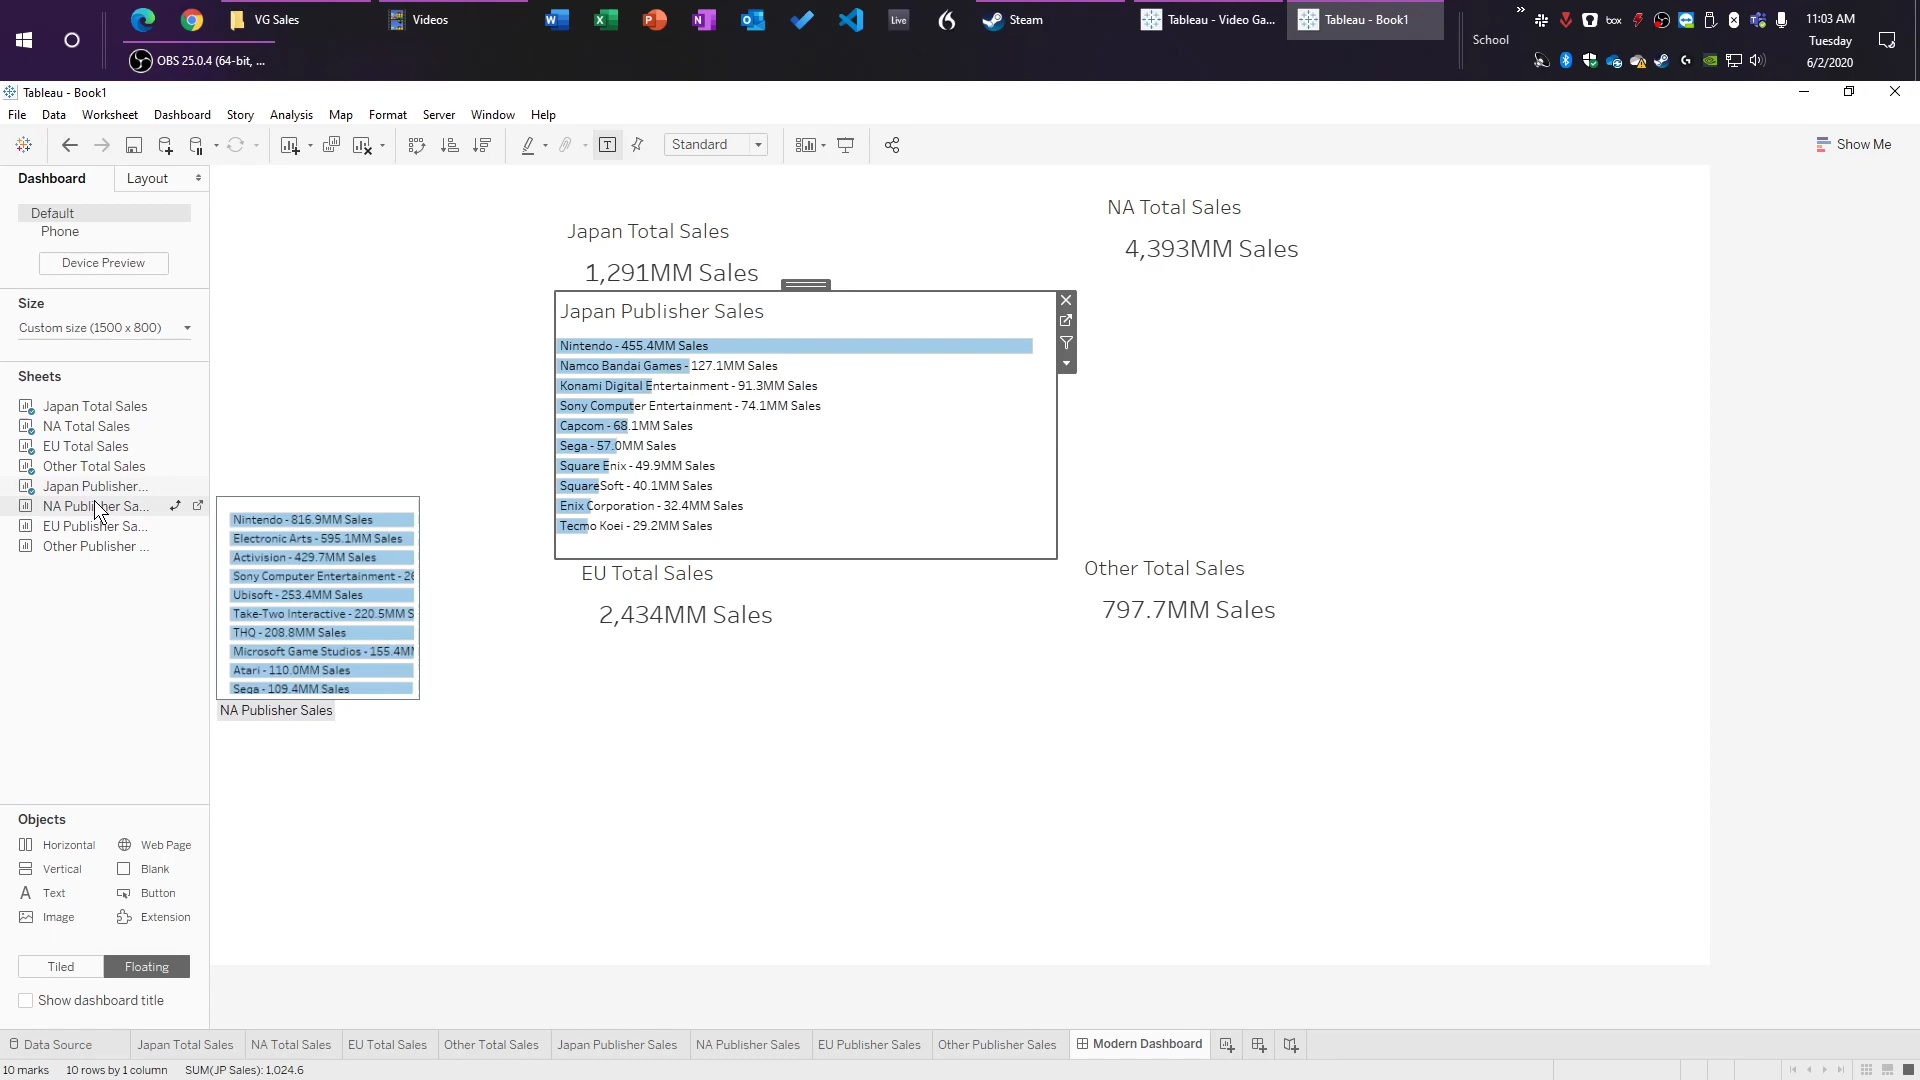 VG Sales
Videos
Live
Steam
Tableau - Video Ga...
Tableau - Book1
OBS 25.0.4 (64-bit, ...
School
box
11:03 AM
Tuesday
6/2/2020
Tableau - Book1
File Data Worksheet Dashboard Story Analysis Map Format Server Window Help
Standard
Show Me
Dashboard
Layout
Default
Phone
Device Preview
Size
Custom size (1500 x 800)
Sheets
Japan Total Sales
NA Total Sales
EU Total Sales
Other Total Sales
Japan Publisher...
NA Publisher Sa...
EU Publisher Sa...
Other Publisher ...
Nintendo - 816.9MM Sales
Electronic Arts - 595.1MM Sales
Activision - 429.7MM Sales
Sony Computer Entertainment - 26
Ubisoft - 253.4MM Sales
Take-Two Interactive - 220.5MM S
THQ - 208.8MM Sales
Microsoft Game Studios - 155.4MM
Atari - 110.0MM Sales
Sega - 109.4MM Sales
NA Publisher Sales
Japan Total Sales
1,291MM Sales
NA Total Sales
4,393MM Sales
Japan Publisher Sales
Nintendo - 455.4MM Sales
Namco Bandai Games - 127.1MM Sales
Konami Digital Entertainment - 91.3MM Sales
Sony Computer Entertainment - 74.1MM Sales
Capcom - 68.1MM Sales
Sega - 57.0MM Sales
Square Enix - 49.9MM Sales
SquareSoft - 40.1MM Sales
Enix Corporation - 32.4MM Sales
Tecmo Koei - 29.2MM Sales
EU Total Sales
2,434MM Sales
Other Total Sales
797.7MM Sales
Objects
Horizontal
Web Page
Vertical
Blank
Text
Button
Image
Extension
Tiled
Floating
Show dashboard title
Data Source
Japan Total Sales
NA Total Sales
EU Total Sales
Other Total Sales
Japan Publisher Sales
NA Publisher Sales
EU Publisher Sales
Other Publisher Sales
Modern Dashboard
10 marks
10 rows by 1 column
SUM(JP Sales): 1,024.6